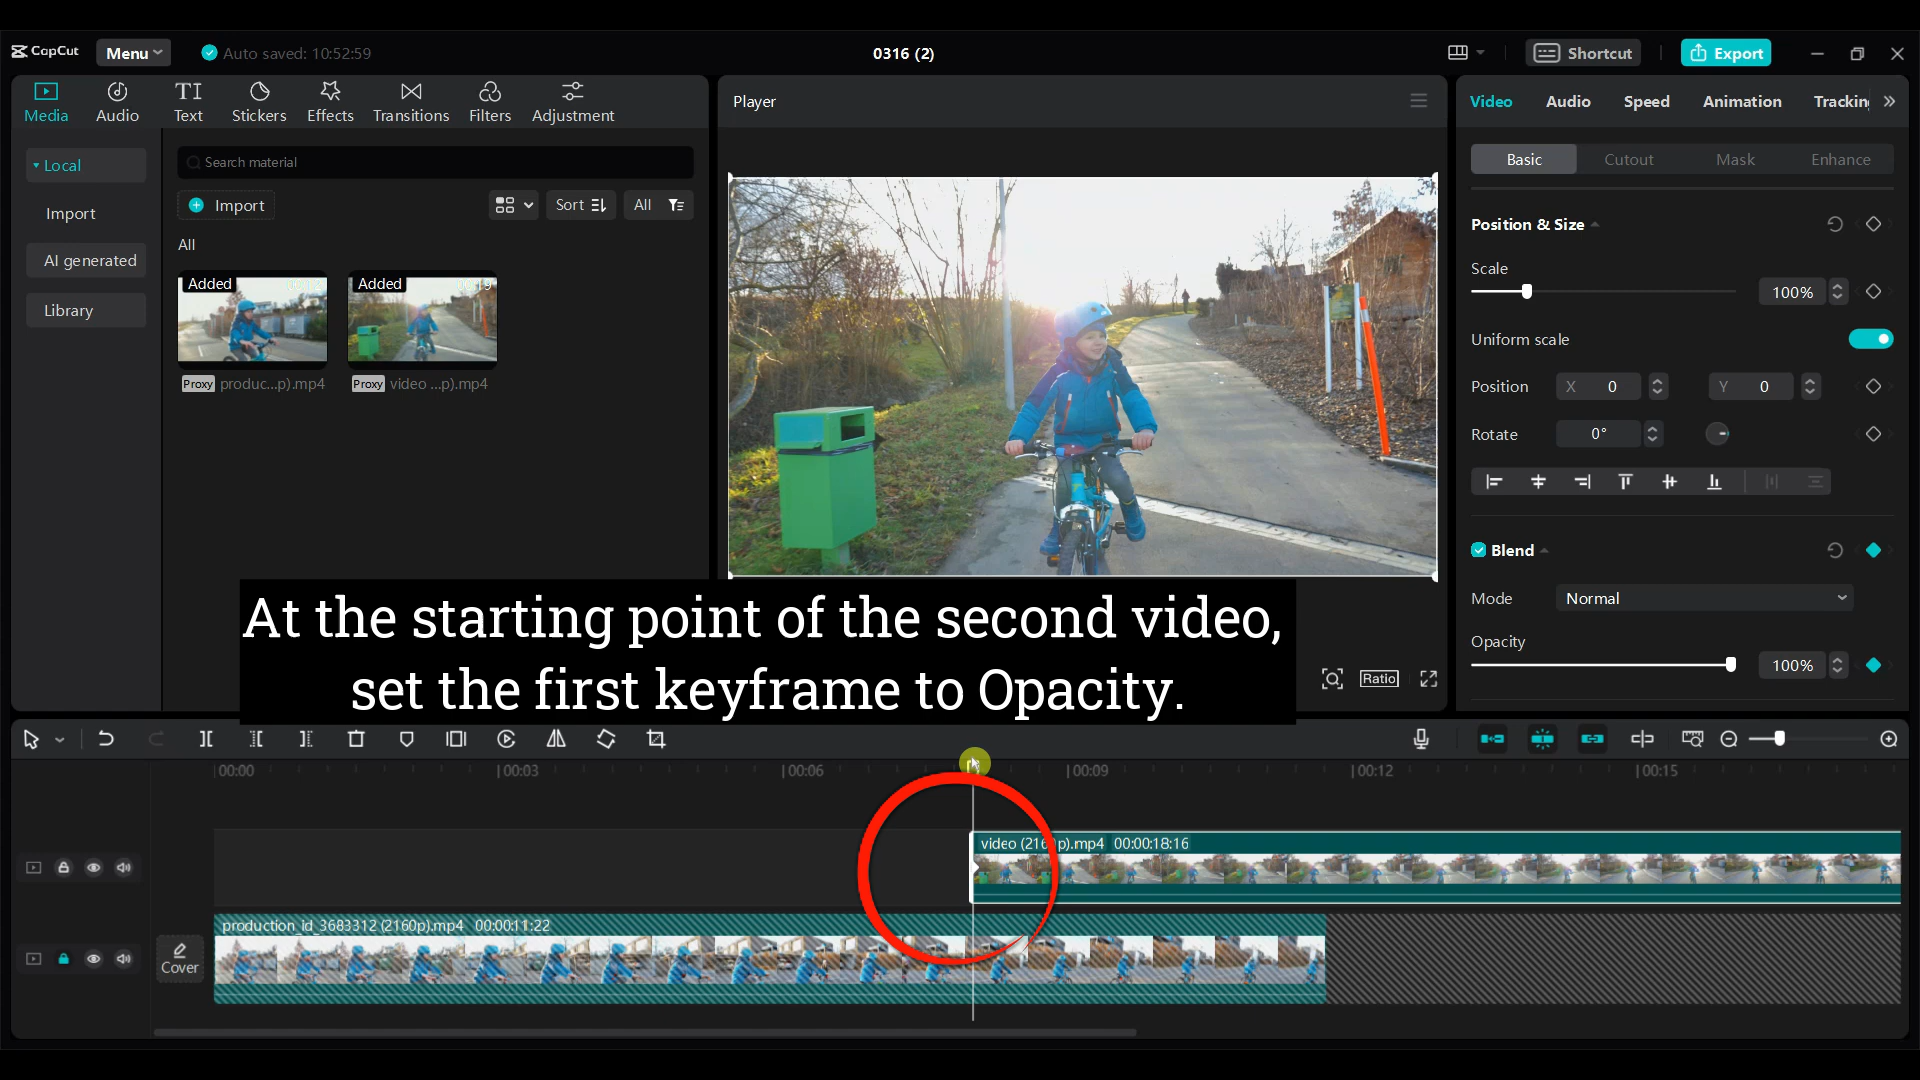 CapCut
Menu
Auto saved: 10:52:59
0316 (2)
Shortcut
Export
Media
Audio
TI
Text
Stickers
Effects
Transitions
Filters
Adjustment
Player
Video
Audio
Speed
Animation
Trackin
Local
Import
AI generated
Library
Search material
Import
Sort
All
All
Added
Added
Proxy produc...p).mp4
Proxy video ...p).mp4
Basic
Cutout
Mask
Enhance
Position & Size
Scale
100%
Uniform scale
Position
X 0
Y 0
Rotate
0°
Blend
Mode
Normal
Opacity
100%
At the starting point of the second video,
set the first keyframe to Opacity.
Ratio
00:00
00:03
00:06
00:09
00:12
00:15
video (2160p).mp4 00:00:18:16
production_id_3683312 (2160p).mp4 00:00:11:22
Cover